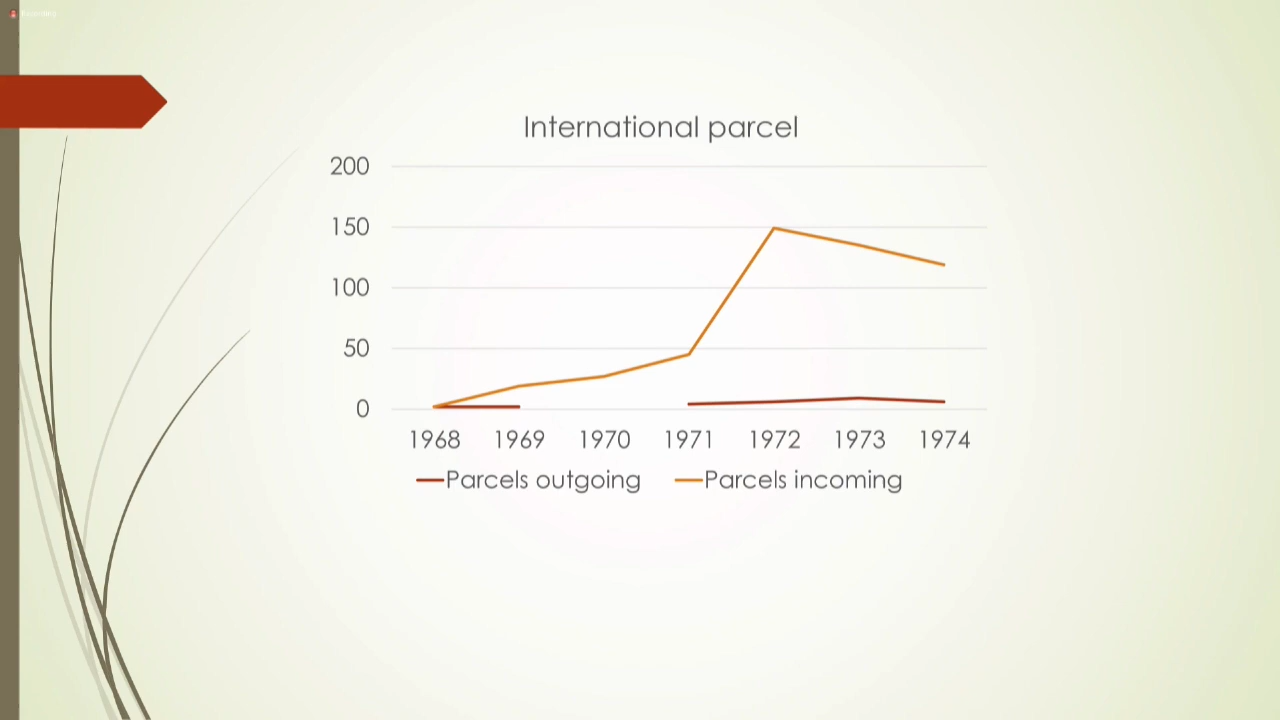 International parcel
200
150
100
50
0
1968 1969 1970 1971 1972 1973 1974
Parcels outgoing Parcels incoming